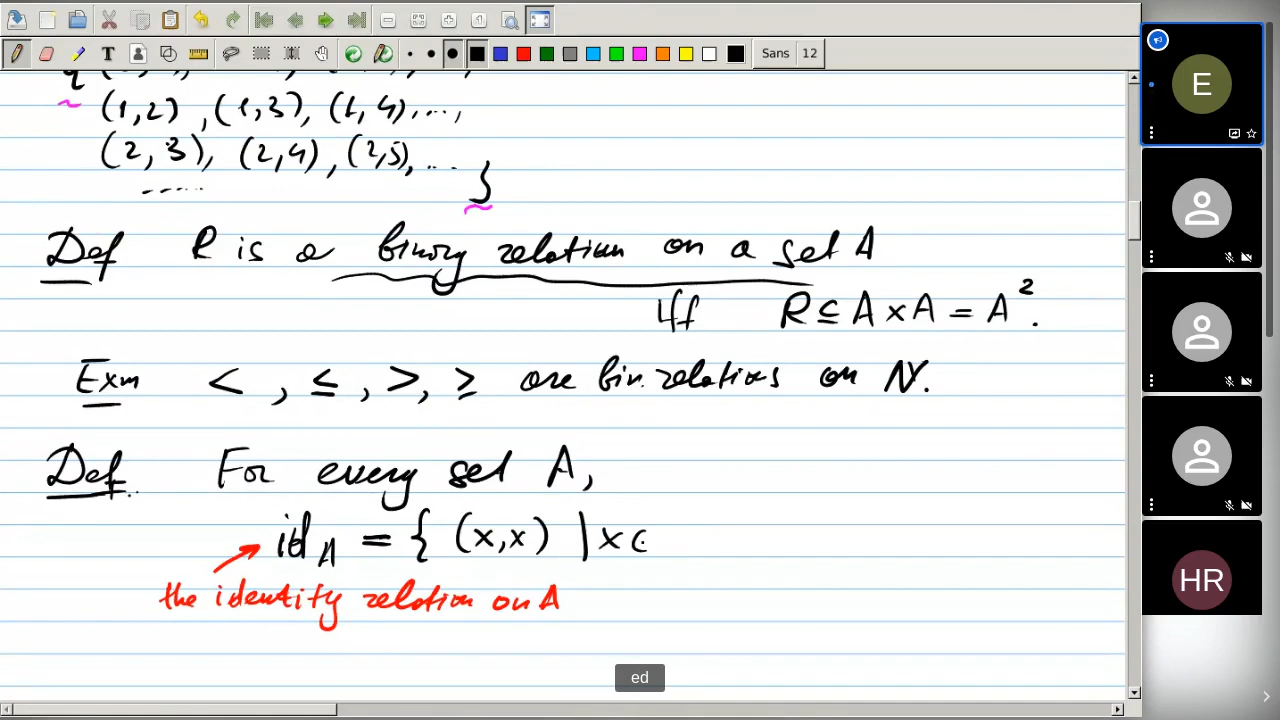 Sans 12
(1,2) , (1,3), (1,4)...,
(2,3), (2,4), (2,5),...
..... }
Def R is a binary relation on a set A
iff R ⊆ A × A = A².
Exm < , ≤ , > , ≥ are bin. relations on N.
Def. For every set A,
id_A = { (x,x) | x
the identity relation on A
ed
E
HR